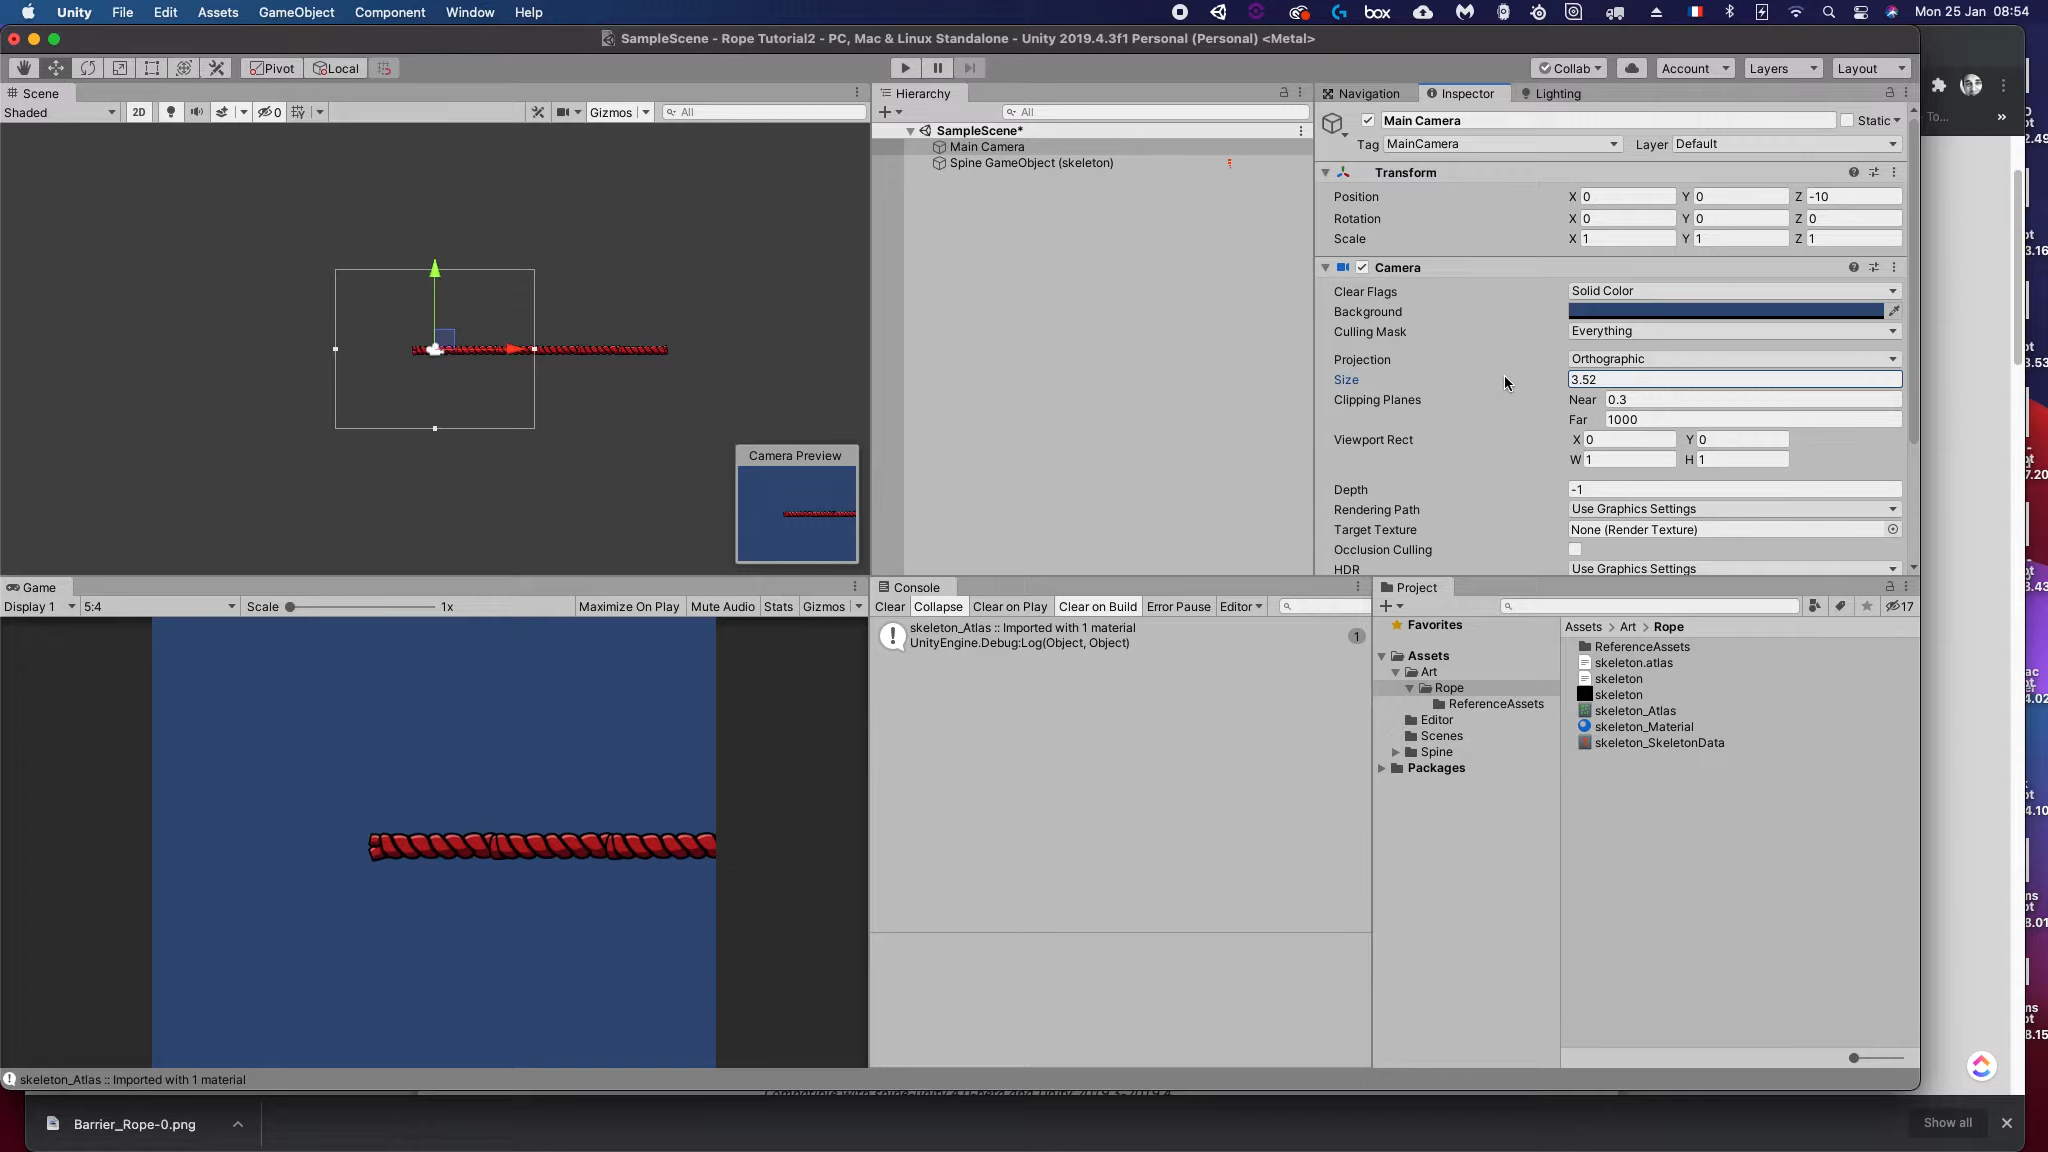 Unity File Edit Assets GameObject Component Window Help box Mon 25 Jan 08:54
SampleScene - Rope Tutorial2 - PC, Mac & Linux Standalone - Unity 2019.4.3f1 Personal (Personal) <Metal>
Pivot Local Collab Account Layers Layout
Scene
Shaded 2D 0 Gizmos All
Hierarchy
All
SampleScene*
Main Camera
Spine GameObject (skeleton)
Navigation Inspector Lighting
Main Camera Static
Tag MainCamera Layer Default
Transform
Position X 0 Y 0 Z -10
Rotation X 0 Y 0 Z 0
Scale X 1 Y 1 Z 1
Camera
Clear Flags Solid Color
Background
Culling Mask Everything
Projection Orthographic
Size 3.52
Clipping Planes Near 0.3
Far 1000
Viewport Rect X 0 Y 0
W 1 H 1
Depth -1
Rendering Path Use Graphics Settings
Target Texture None (Render Texture)
Occlusion Culling
HDR Use Graphics Settings
Camera Preview
Game
Display 1 5:4 Scale 1x Maximize On Play Mute Audio Stats Gizmos
Console
Clear Collapse Clear on Play Clear on Build Error Pause Editor
skeleton_Atlas :: Imported with 1 material
UnityEngine.Debug:Log(Object, Object)
1
Project
17
Favorites
Assets
Art
Rope
ReferenceAssets
Editor
Scenes
Spine
Packages
Assets > Art > Rope
ReferenceAssets
skeleton.atlas
skeleton
skeleton
skeleton_Atlas
skeleton_Material
skeleton_SkeletonData
skeleton_Atlas :: Imported with 1 material
Barrier_Rope-0.png
Show all
To...